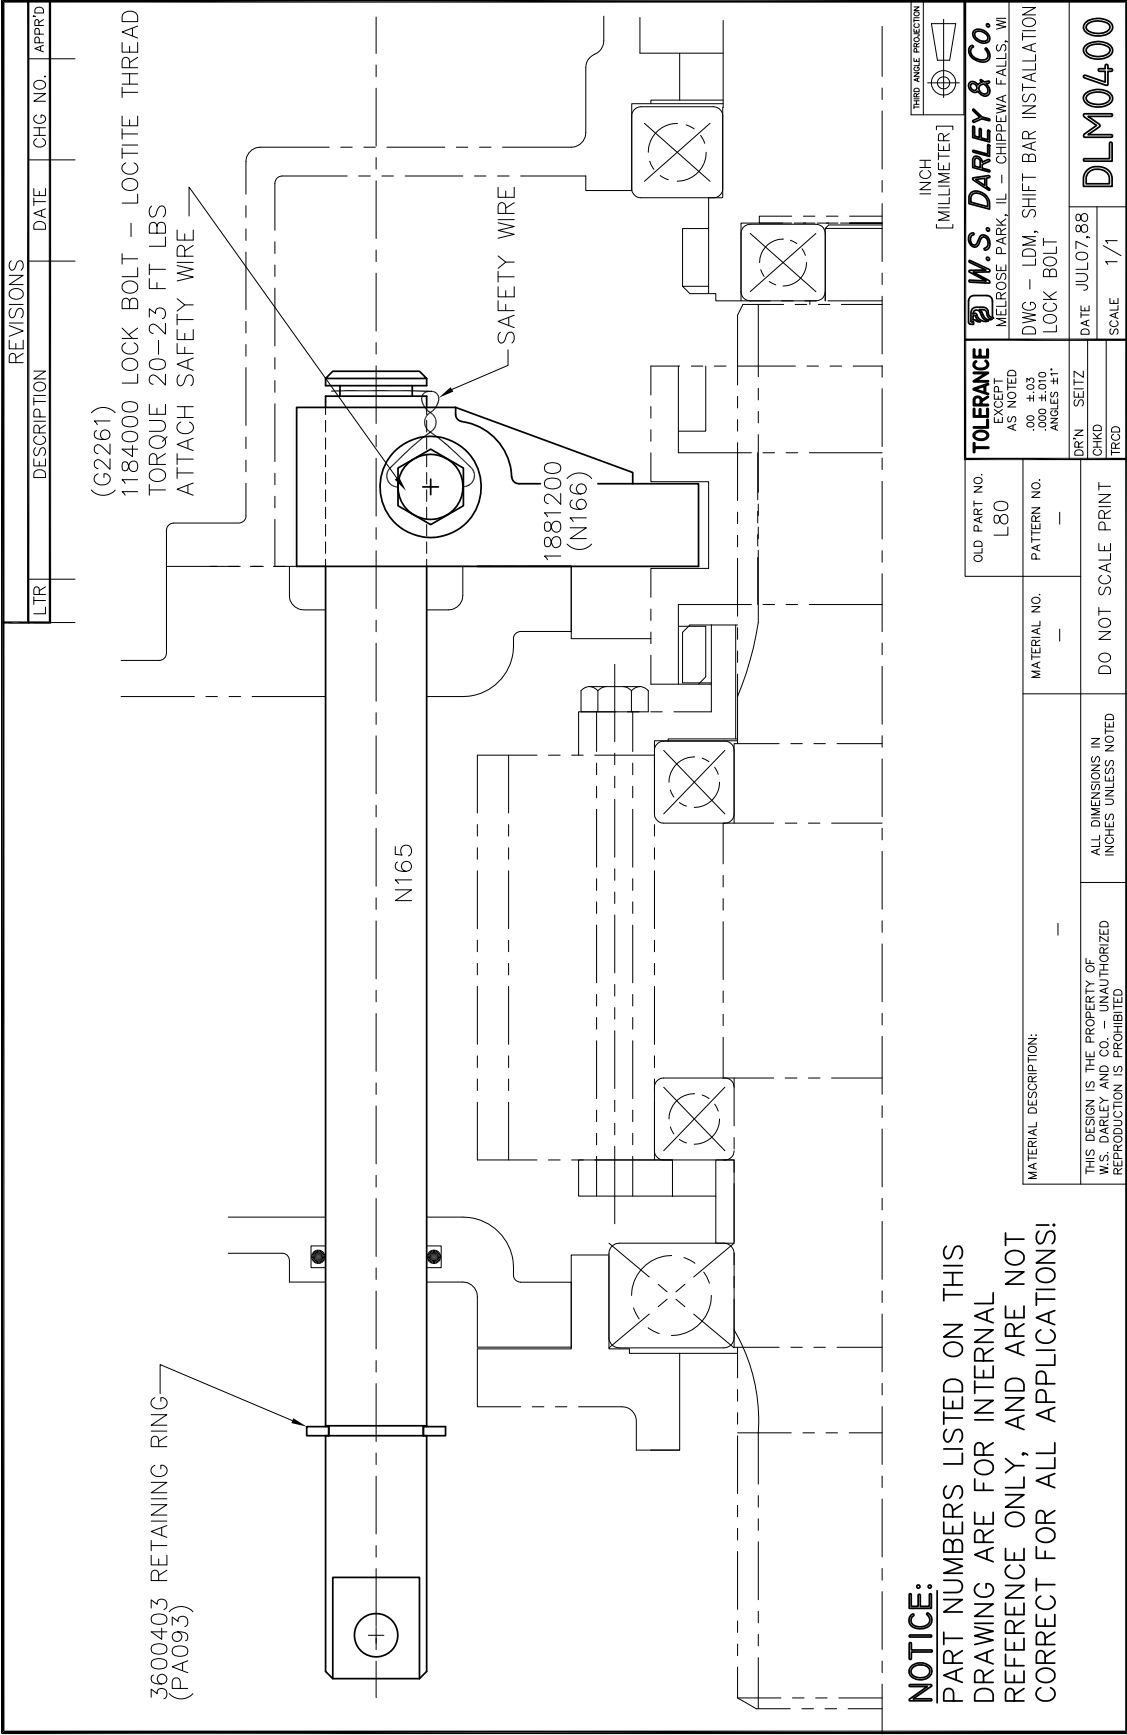 REVISIONS
LTR DESCRIPTION DATE CHG NO. APPR'D
(G2261)
1184000 LOCK BOLT – LOCTITE THREAD
TORQUE 20–23 FT LBS
ATTACH SAFETY WIRE
3600403 RETAINING RING
(PA093)
N165
1881200
(N166)
SAFETY WIRE
NOTICE:
PART NUMBERS LISTED ON THIS
DRAWING ARE FOR INTERNAL
REFERENCE ONLY, AND ARE NOT
CORRECT FOR ALL APPLICATIONS!
THIRD ANGLE PROJECTION
INCH
[MILLIMETER]
MATERIAL DESCRIPTION:
–
THIS DESIGN IS THE PROPERTY OF
W.S. DARLEY AND CO. – UNAUTHORIZED
REPRODUCTION IS PROHIBITED
ALL DIMENSIONS IN
INCHES UNLESS NOTED
OLD PART NO.
L80
MATERIAL NO.
–
PATTERN NO.
–
DO NOT SCALE PRINT
TOLERANCE
EXCEPT
AS NOTED
.00 ±.03
.000 ±.010
ANGLES ±1°
DR'N SEITZ
CHKD
TRCD
W.S. DARLEY & CO.
MELROSE PARK, IL – CHIPPEWA FALLS, WI
DWG – LDM, SHIFT BAR INSTALLATION
LOCK BOLT
DATE JUL07,88
SCALE 1/1
DLM0400